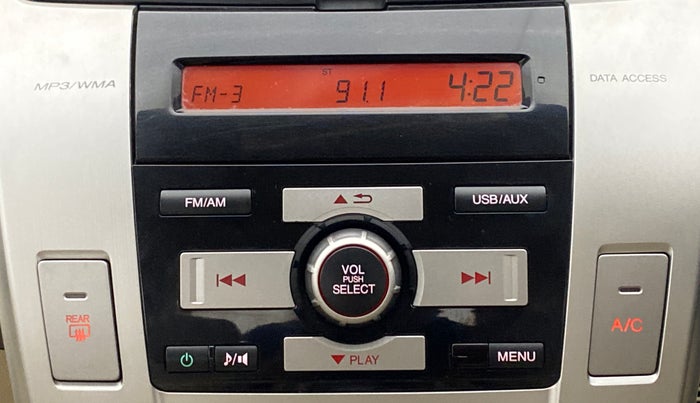 ST
FM-3 91.1 4:22
MP3/WMA
DATA ACCESS
FM/AM
USB/AUX
VOL
PUSH
SELECT
REAR
A/C
PLAY
MENU